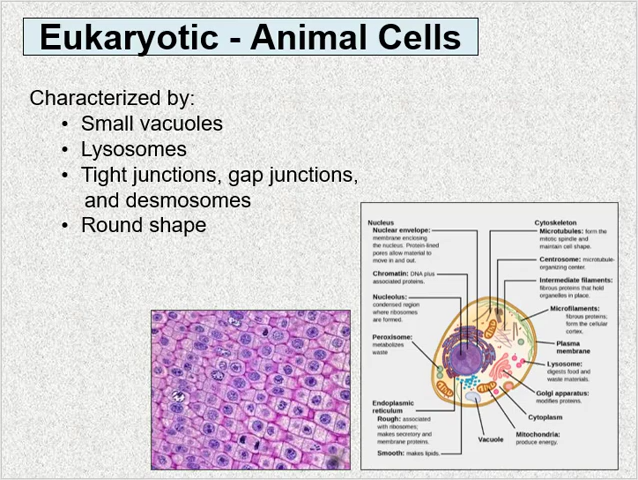 Eukaryotic - Animal Cells
Characterized by:
• Small vacuoles
• Lysosomes
• Tight junctions, gap junctions,
and desmosomes
• Round shape
Nucleus
Nuclear envelope:
membrane enclosing
the nucleus. Protein-lined
pores allow material to
move in and out.
Chromatin: DNA plus
associated proteins.
Nucleolus:
condensed region
where ribosomes
are formed.
Peroxisome:
metabolizes
waste
Endoplasmic
reticulum
Rough: associated
with ribosomes;
makes secretory and
membrane proteins.
Smooth: makes lipids.
Cytoskeleton
Microtubules: form the
mitotic spindle and
maintain cell shape.
Centrosome: microtubule-
organizing center.
Intermediate filaments:
fibrous proteins that hold
organelles in place.
Microfilaments:
fibrous proteins;
form the cellular
cortex.
Plasma
membrane
Lysosome:
digests food and
waste materials.
Golgi apparatus:
modifies proteins.
Cytoplasm
Mitochondria:
produce energy.
Vacuole